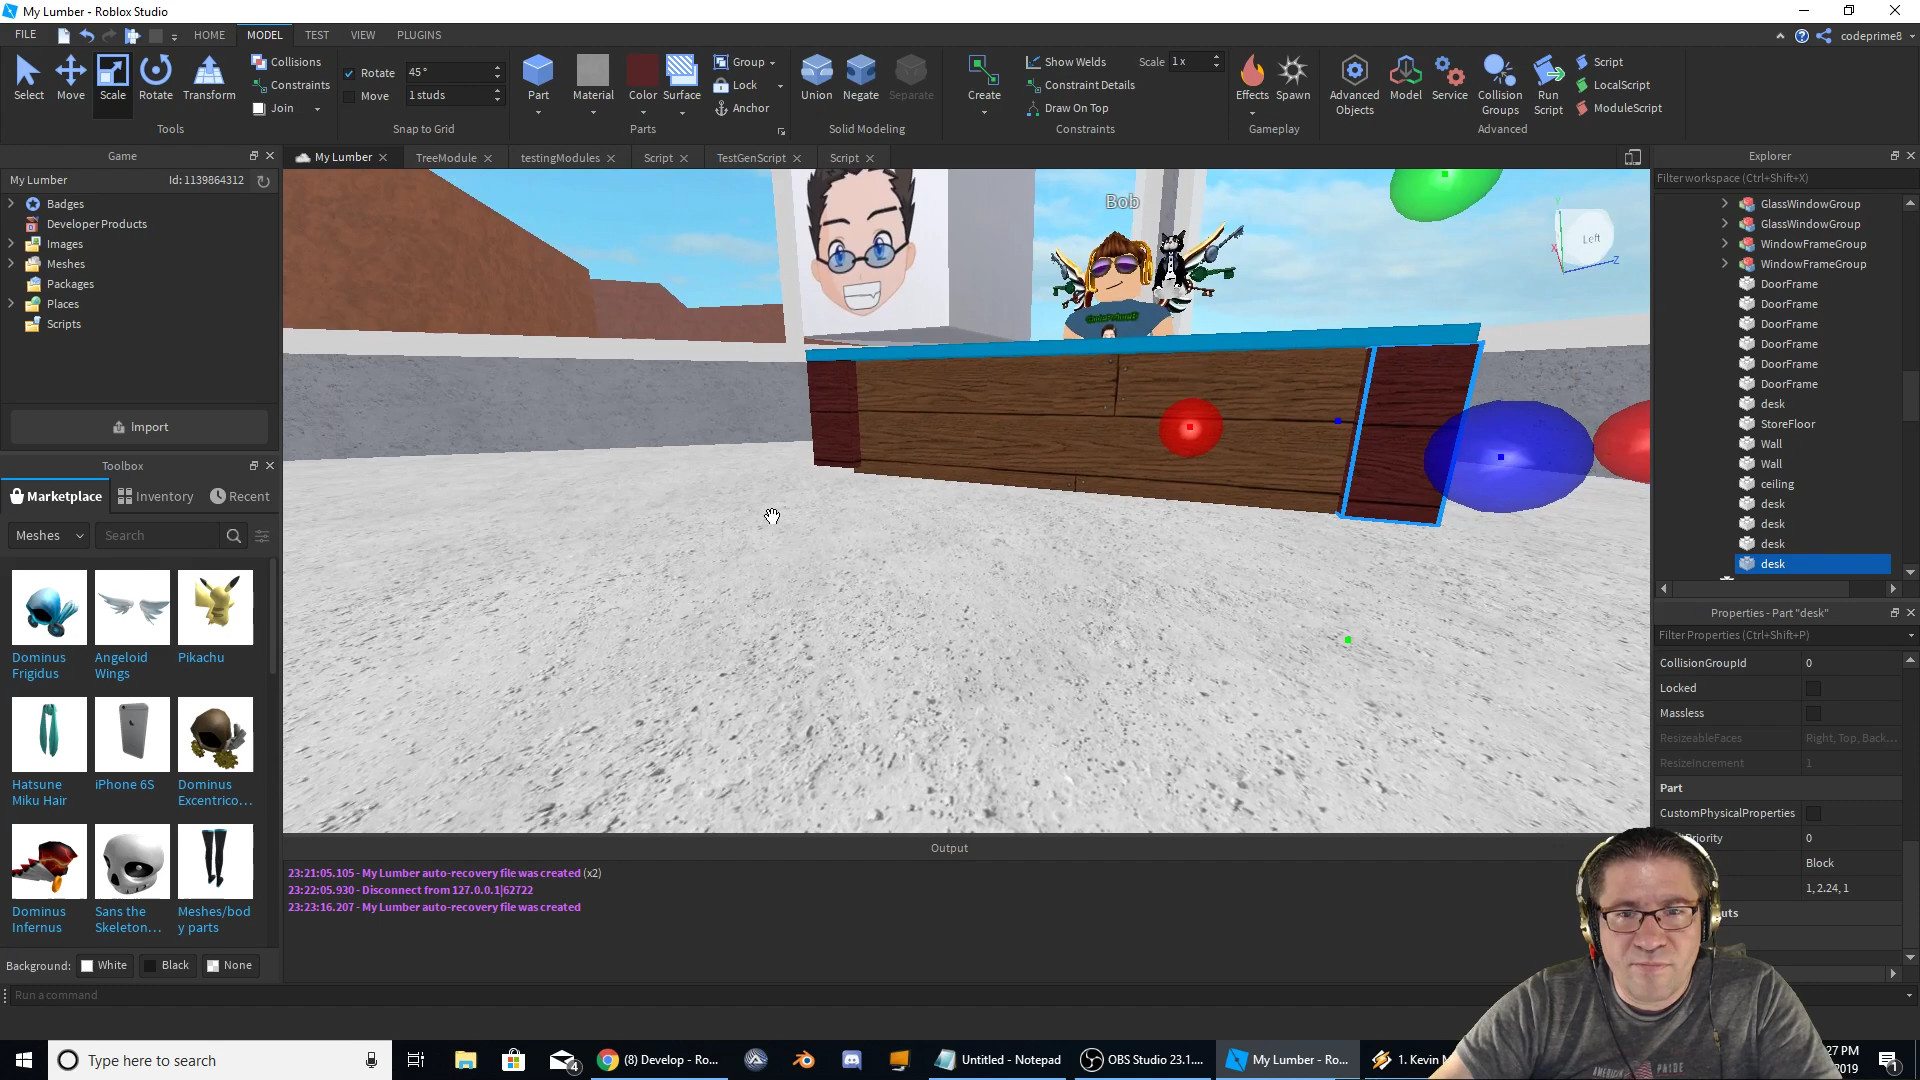 My Lumber - Roblox Studio
FILE HOME MODEL TEST VIEW PLUGINS codeprime8
Select Move Scale Rotate Transform
Collisions
Constraints
Join
Tools
Rotate 45°
Move 1 studs
Snap to Grid
Part Material Color Surface
Group
Lock
Anchor
Parts
Union Negate Separate
Solid Modeling
Create
Show Welds Scale 1x
Constraint Details
Draw On Top
Constraints
Effects Spawn
Gameplay
Advanced Objects Model Service Collision Groups Run Script
Script
LocalScript
ModuleScript
Advanced
Game
My Lumber Id: 1139864312
Badges
Developer Products
Images
Meshes
Packages
Places
Scripts
Import
Toolbox
Marketplace Inventory Recent
Meshes Search
Dominus Frigidus
Angeloid Wings
Pikachu
Hatsune Miku Hair
iPhone 6S
Dominus Excentrico...
Dominus Infernus
Sans the Skeleton...
Meshes/body parts
Background: White Black None
Run a command
My Lumber TreeModule testingModules Script TestGenScript Script
Bob
Left
Y
X
Z
Output
23:21:05.105 - My Lumber auto-recovery file was created (x2)
23:22:05.930 - Disconnect from 127.0.0.1|62722
23:23:16.207 - My Lumber auto-recovery file was created
Explorer
Filter workspace (Ctrl+Shift+X)
GlassWindowGroup
GlassWindowGroup
WindowFrameGroup
WindowFrameGroup
DoorFrame
DoorFrame
DoorFrame
DoorFrame
DoorFrame
DoorFrame
desk
StoreFloor
Wall
Wall
ceiling
desk
desk
desk
desk
Properties - Part "desk"
Filter Properties (Ctrl+Shift+P)
CollisionGroupId 0
Locked
Massless
ResizeableFaces Right, Top, Back...
ResizeIncrement 1
Part
CustomPhysicalProperties
Priority 0
Block
1, 2.24, 1
uts
Type here to search
4
(8) Develop - Ro...
Untitled - Notepad
OBS Studio 23.1....
My Lumber - Ro...
1. Kevin M
27 PM
2019
1